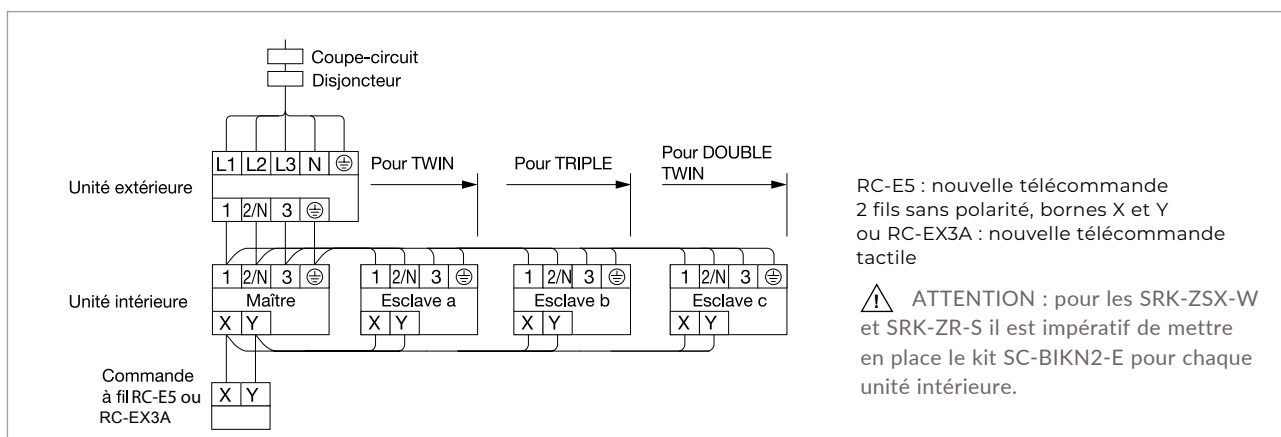 Coupe-circuit
Disjoncteur
L1 L2 L3 N
Unité extérieure
1 2/N 3
Pour TWIN
Pour TRIPLE
Pour DOUBLE
TWIN
1 2/N 3
Unité intérieure
Maître
X Y
1 2/N 3
Esclave a
X Y
1 2/N 3
Esclave b
X Y
1 2/N 3
Esclave c
X Y
Commande
à fil RC-E5 ou
RC-EX3A
X Y
RC-E5 : nouvelle télécommande
2 fils sans polarité, bornes X et Y
ou RC-EX3A : nouvelle télécommande
tactile
ATTENTION : pour les SRK-ZSX-W
et SRK-ZR-S il est impératif de mettre
en place le kit SC-BIKN2-E pour chaque
unité intérieure.